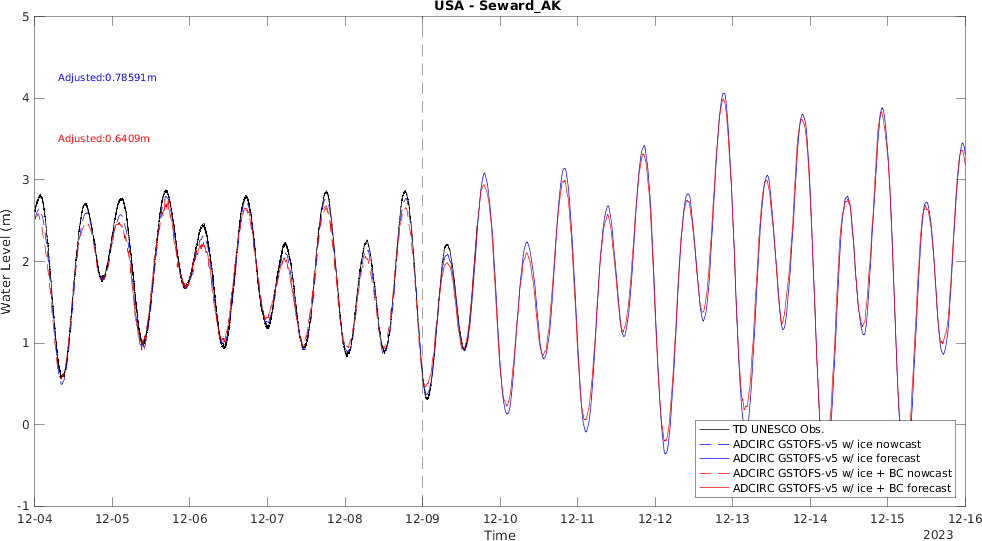 USA - Seward_AK
5
4
3
2
1
0
-1
Water Level (m)
Adjusted:0.78591m
Adjusted:0.6409m
TD UNESCO Obs.
ADCIRC GSTOFS-v5 w/ ice nowcast
ADCIRC GSTOFS-v5 w/ ice forecast
ADCIRC GSTOFS-v5 w/ ice + BC nowcast
ADCIRC GSTOFS-v5 w/ ice + BC forecast
12-04 12-05 12-06 12-07 12-08 12-09 12-10 12-11 12-12 12-13 12-14 12-15 12-16
Time
2023